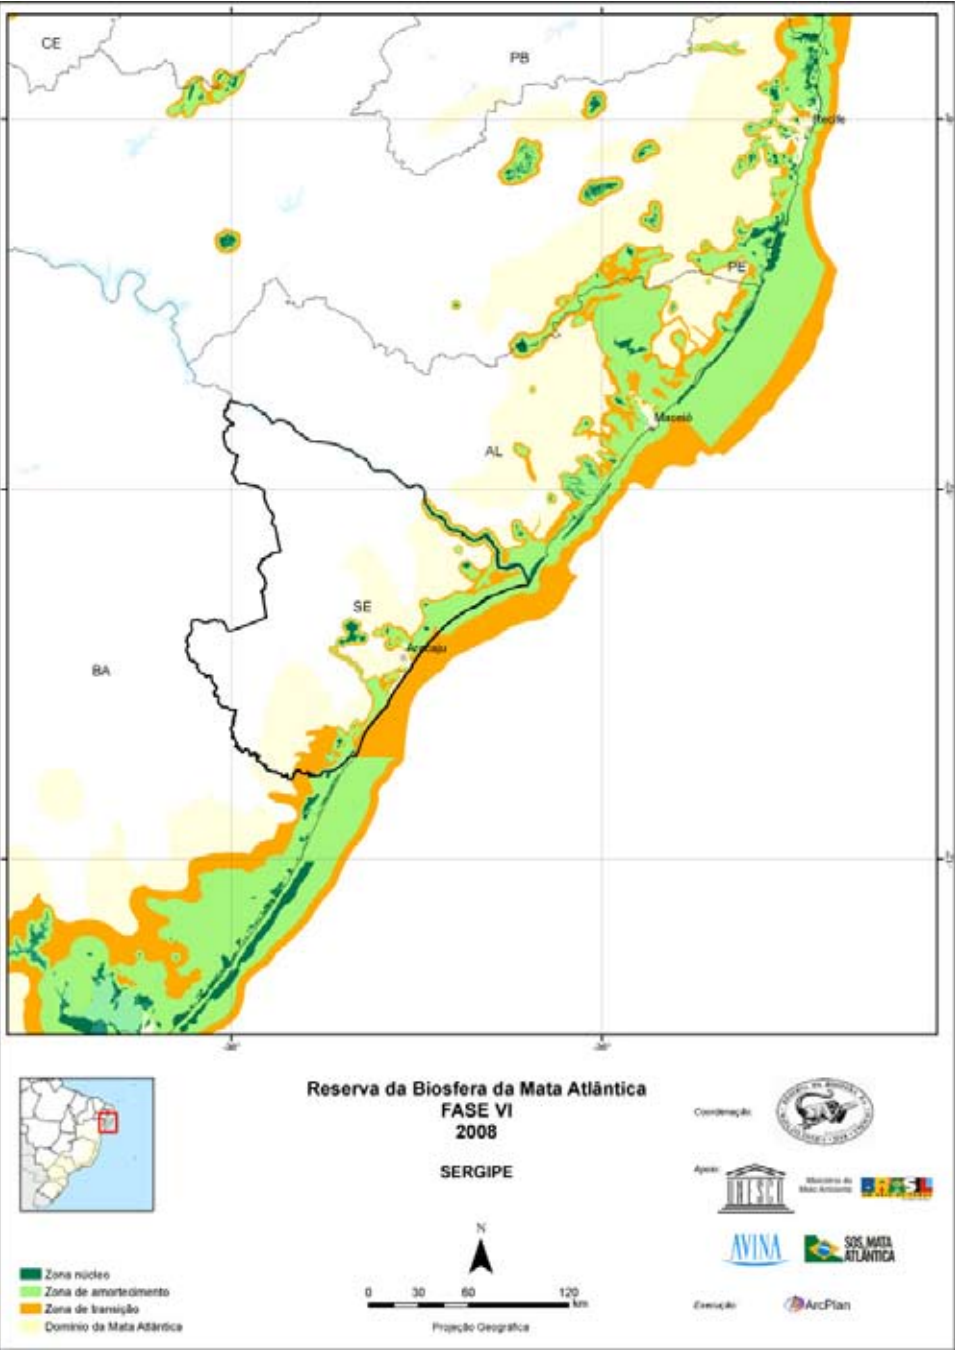 CE
PB
Recife
PE
Maceió
AL
SE
Aracaju
BA
Reserva da Biosfera da Mata Atlântica
FASE VI
2008
SERGIPE
Coordenação:
Apoio:
UNESCO
Ministério do
Meio Ambiente
BRASIL
AVINA
SOS MATA
ATLÂNTICA
N
0 30 60 120
km
Projeção Geográfica
Execução:
ArcPlan
Zona núcleo
Zona de amortecimento
Zona de transição
Domínio da Mata Atlântica